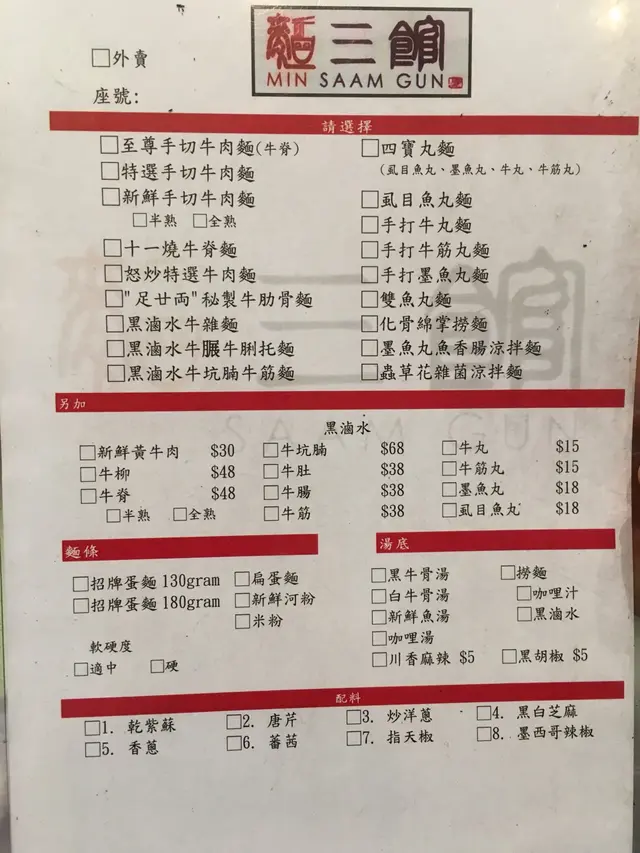 麵三館
MIN SAAM GUN
□外賣
座號:
請選擇
□至尊手切牛肉麵(牛脊)
□特選手切牛肉麵
□新鮮手切牛肉麵
□半熟 □全熟
□十一燒牛脊麵
□怒炒特選牛肉麵
□"足廿両"秘製牛肋骨麵
□黑滷水牛雜麵
□黑滷水牛𦟌牛脷托麵
□黑滷水牛坑腩牛筋麵
□四寶丸麵
(虱目魚丸、墨魚丸、牛丸、牛筋丸)
□虱目魚丸麵
□手打牛丸麵
□手打牛筋丸麵
□手打墨魚丸麵
□雙魚丸麵
□化骨綿掌撈麵
□墨魚丸魚香腸涼拌麵
□蟲草花雜菌涼拌麵
另加
黑滷水
□新鮮黃牛肉 $30
□牛柳 $48
□牛脊 $48
□半熟 □全熟
□牛坑腩 $68
□牛肚 $38
□牛腸 $38
□牛筋 $38
□牛丸 $15
□牛筋丸 $15
□墨魚丸 $18
□虱目魚丸 $18
麵條
□招牌蛋麵 130gram □扁蛋麵
□招牌蛋麵 180gram □新鮮河粉
□米粉
軟硬度
□適中 □硬
湯底
□黑牛骨湯 □撈麵
□白牛骨湯 □咖哩汁
□新鮮魚湯 □黑滷水
□咖哩湯
□川香麻辣 $5 □黑胡椒 $5
配料
□1. 乾紫蘇 □2. 唐芹 □3. 炒洋蔥 □4. 黑白芝麻
□5. 香蔥 □6. 蕃茜 □7. 指天椒 □8. 墨西哥辣椒